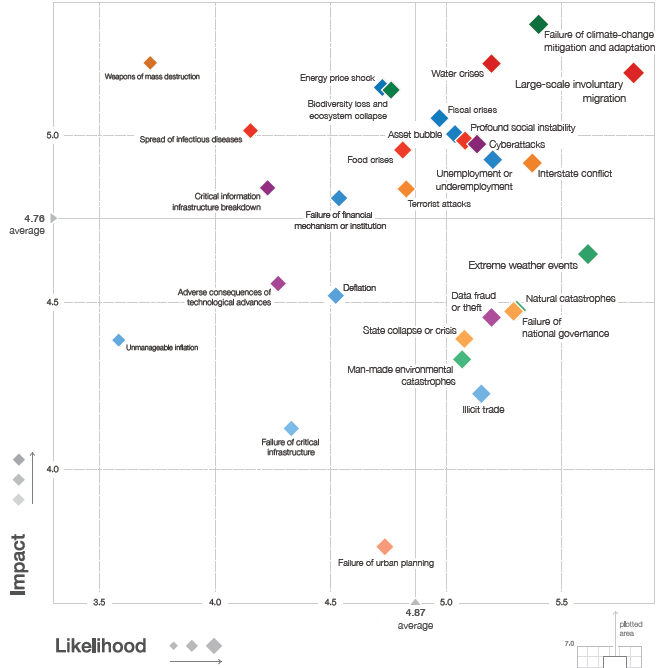 Failure of climate-change
mitigation and adaptation
Weapons of mass destruction
Energy price shock
Water crises
Large-scale involuntary
migration
Biodiversity loss and
ecosystem collapse
Fiscal crises
5.0
Spread of infectious diseases
Asset bubble
Profound social instability
Cyberattacks
Food crises
Unemployment or
underemployment
Interstate conflict
Critical information
infrastructure breakdown
Terrorist attacks
Failure of financial
mechanism or institution
4.76
average
Extreme weather events
Adverse consequences of
technological advances
Deflation
4.5
Data fraud
or theft
Natural catastrophes
Failure of
national governance
State collapse or crisis
Unmanageable inflation
Man-made environmental
catastrophes
Illicit trade
Failure of critical
infrastructure
4.0
Impact
Failure of urban planning
3.5
4.0
4.5
4.87
average
5.0
5.5
Likelihood
plotted
area
7.0